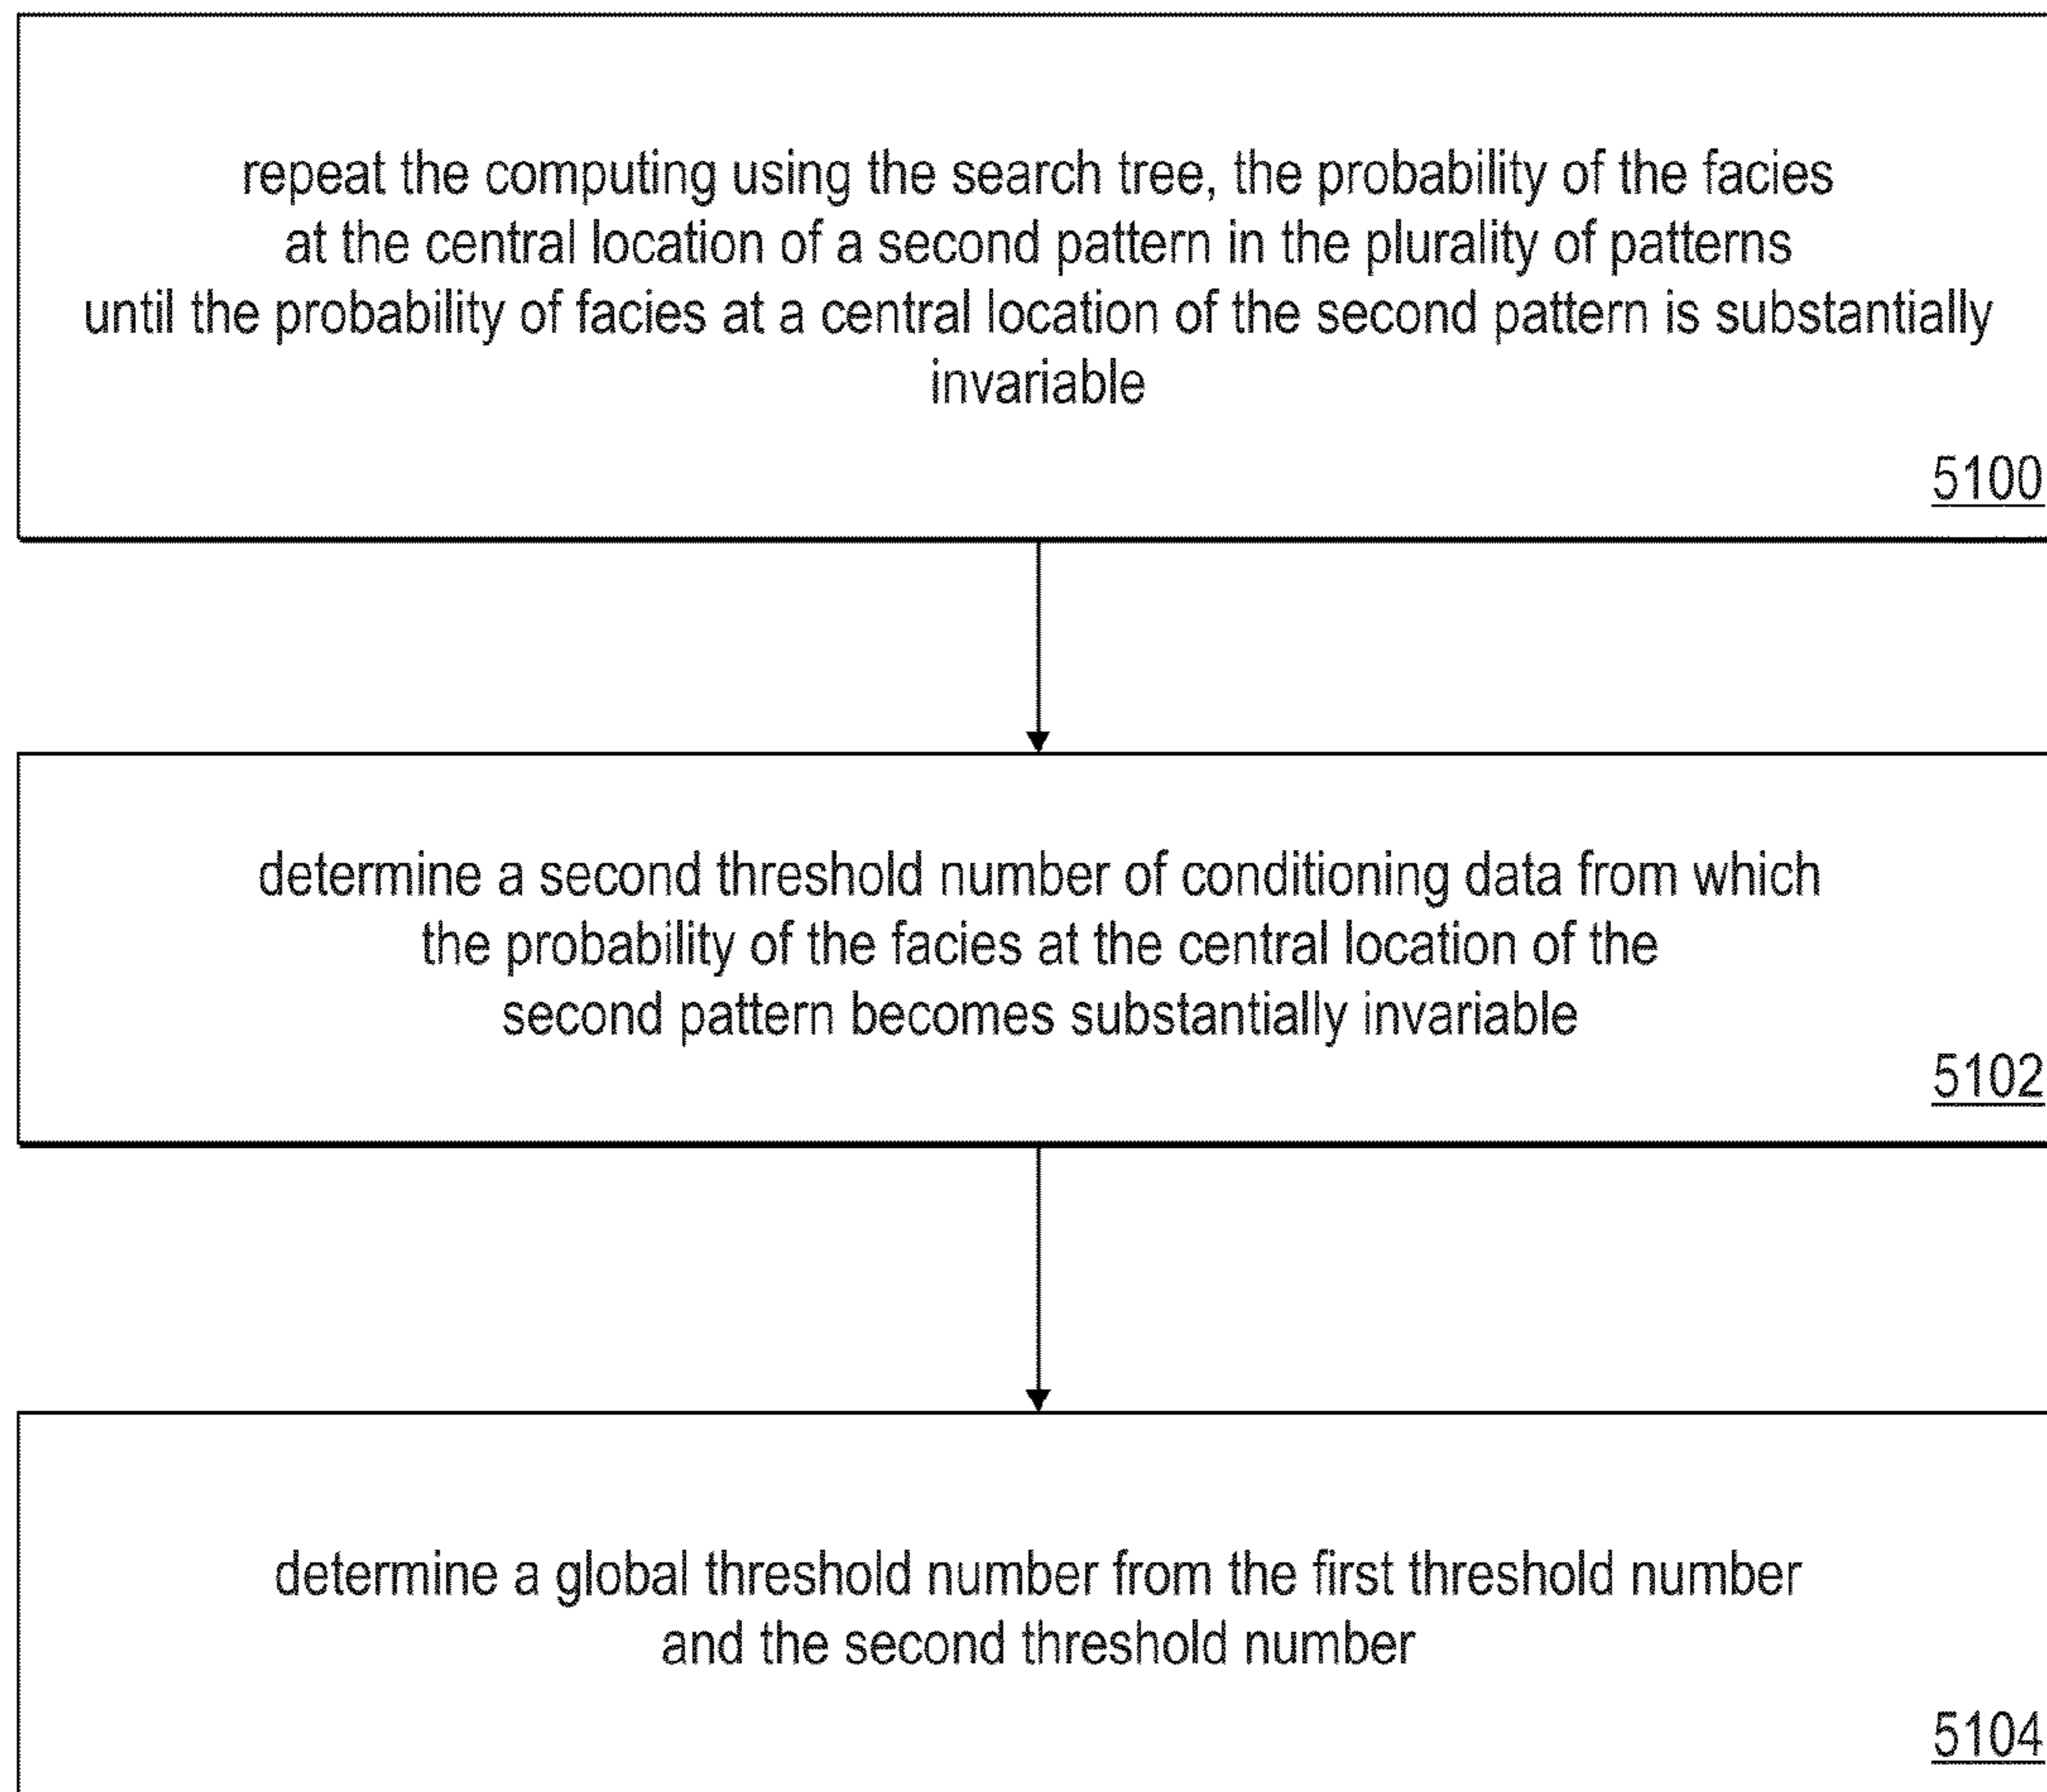 repeat the computing using the search tree, the probability of the facies
at the central location of a second pattern in the plurality of patterns
until the probability of facies at a central location of the second pattern is substantially
invariable
5100
determine a second threshold number of conditioning data from which
the probability of the facies at the central location of the
second pattern becomes substantially invariable
5102
determine a global threshold number from the first threshold number
and the second threshold number
5104